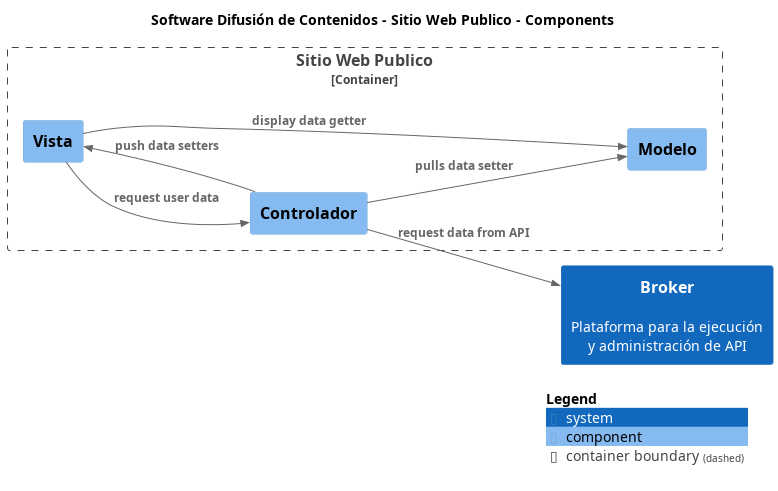 Software Difusión de Contenidos - Sitio Web Publico - Components
Sitio Web Publico
[Container]
display data getter
Vista
push data setters
Modelo
pulls data setter
request user data
Controlador
request data from API
Broker
Plataforma para la ejecución
y administración de API
Legend
system
component
container boundary (dashed)